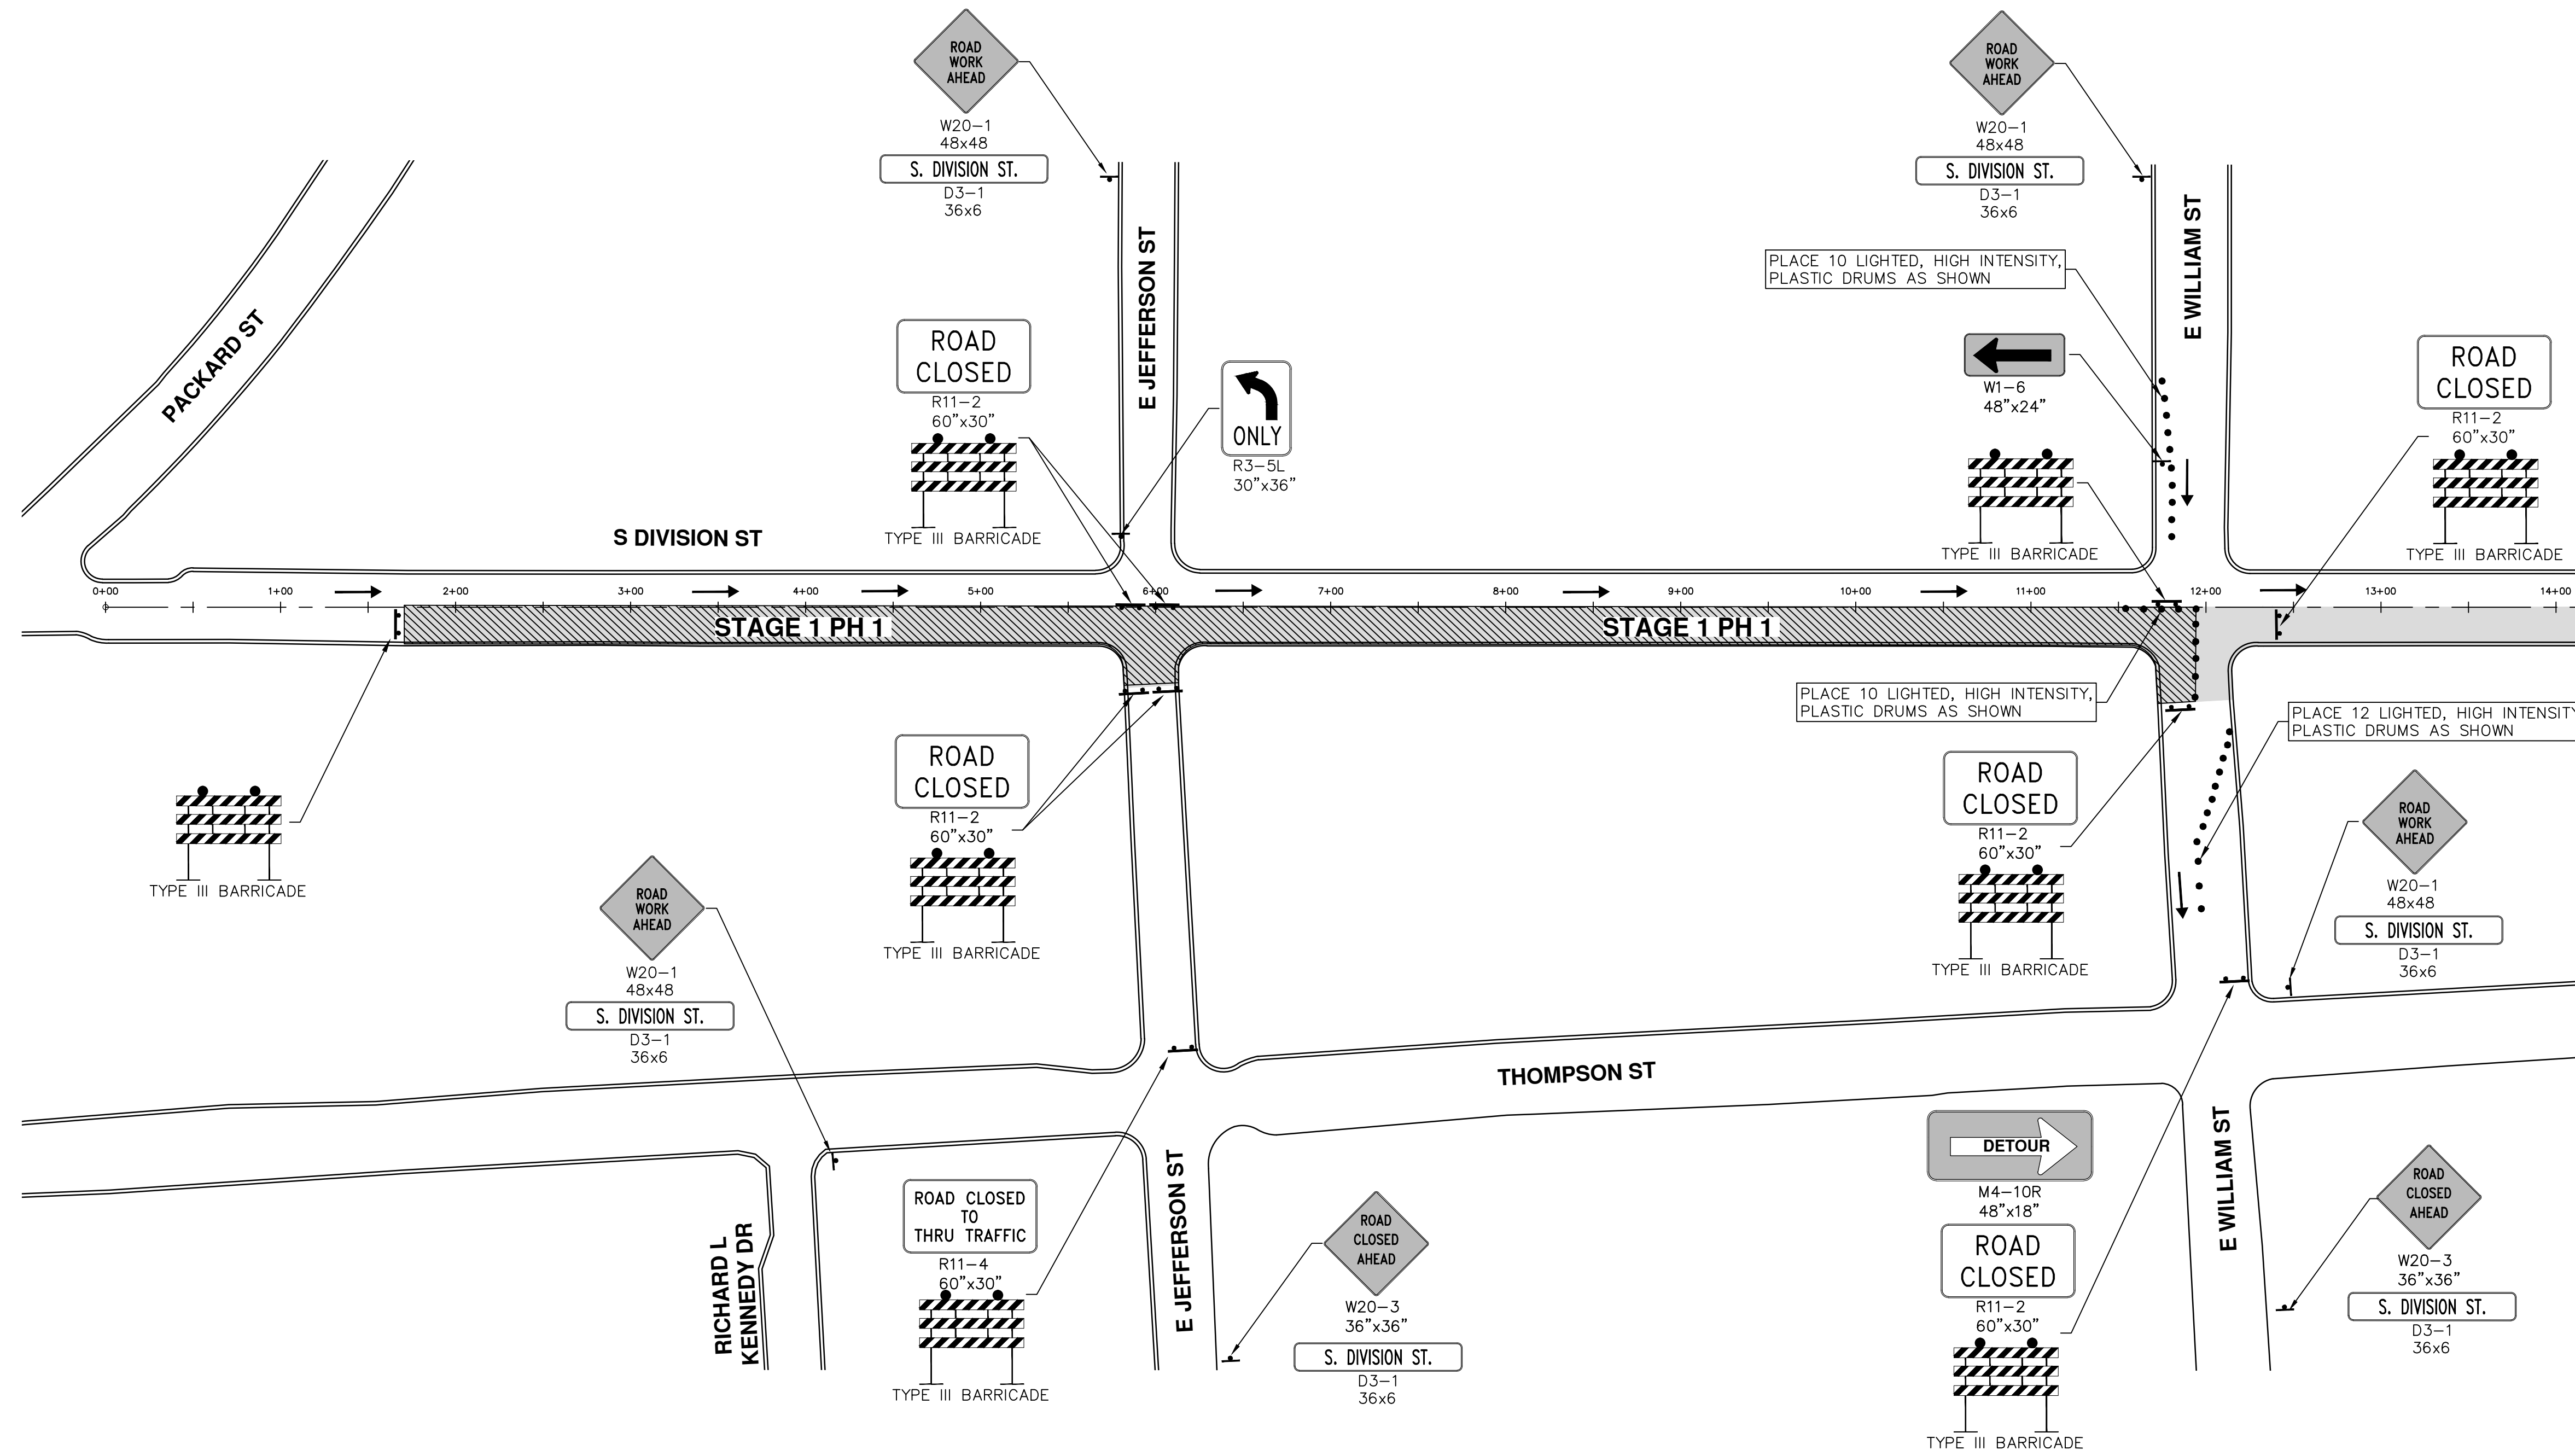 ROAD
WORK
AHEAD
W20-1
48x48
S. DIVISION ST.
D3-1
36x6
ROAD
WORK
AHEAD
W20-1
48x48
S. DIVISION ST.
D3-1
36x6
E JEFFERSON ST
E WILLIAM ST
PLACE 10 LIGHTED, HIGH INTENSITY,
PLASTIC DRUMS AS SHOWN
PACKARD ST
ROAD
CLOSED
R11-2
60"x30"
TYPE III BARRICADE
ONLY
R3-5L
30"x36"
W1-6
48"x24"
TYPE III BARRICADE
ROAD
CLOSED
R11-2
60"x30"
TYPE III BARRICADE
S DIVISION ST
0+00
1+00
2+00
3+00
4+00
5+00
6+00
7+00
8+00
9+00
10+00
11+00
12+00
13+00
14+00
STAGE 1 PH 1
STAGE 1 PH 1
PLACE 10 LIGHTED, HIGH INTENSITY,
PLASTIC DRUMS AS SHOWN
PLACE 12 LIGHTED, HIGH INTENSITY
PLASTIC DRUMS AS SHOWN
TYPE III BARRICADE
ROAD
CLOSED
R11-2
60"x30"
TYPE III BARRICADE
ROAD
CLOSED
R11-2
60"x30"
TYPE III BARRICADE
ROAD
WORK
AHEAD
W20-1
48x48
S. DIVISION ST.
D3-1
36x6
ROAD
WORK
AHEAD
W20-1
48x48
S. DIVISION ST.
D3-1
36x6
THOMPSON ST
RICHARD L
KENNEDY DR
ROAD CLOSED
TO
THRU TRAFFIC
R11-4
60"x30"
TYPE III BARRICADE
E JEFFERSON ST
ROAD
CLOSED
AHEAD
W20-3
36"x36"
S. DIVISION ST.
D3-1
36x6
DETOUR
M4-10R
48"x18"
ROAD
CLOSED
R11-2
60"x30"
TYPE III BARRICADE
E WILLIAM ST
ROAD
CLOSED
AHEAD
W20-3
36"x36"
S. DIVISION ST.
D3-1
36x6